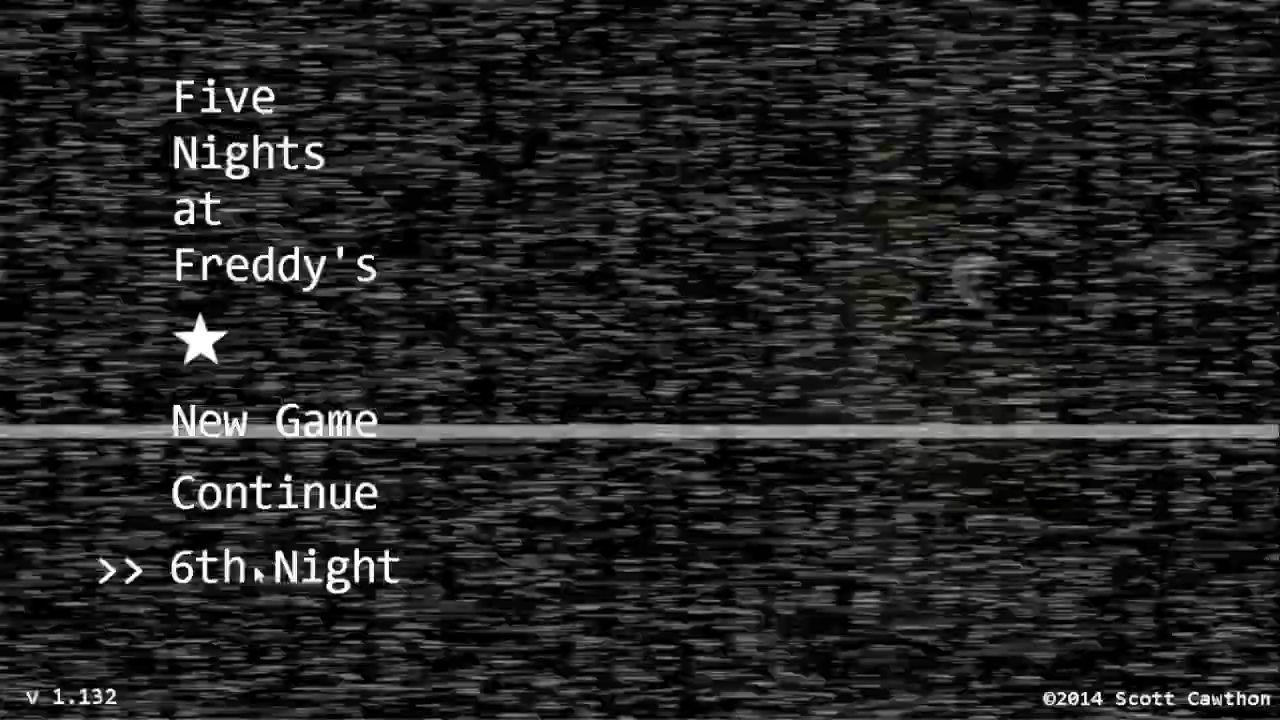 Five
Nights
at
Freddy's
New Game
Continue
>> 6th Night
v 1.132
©2014 Scott Cawthon